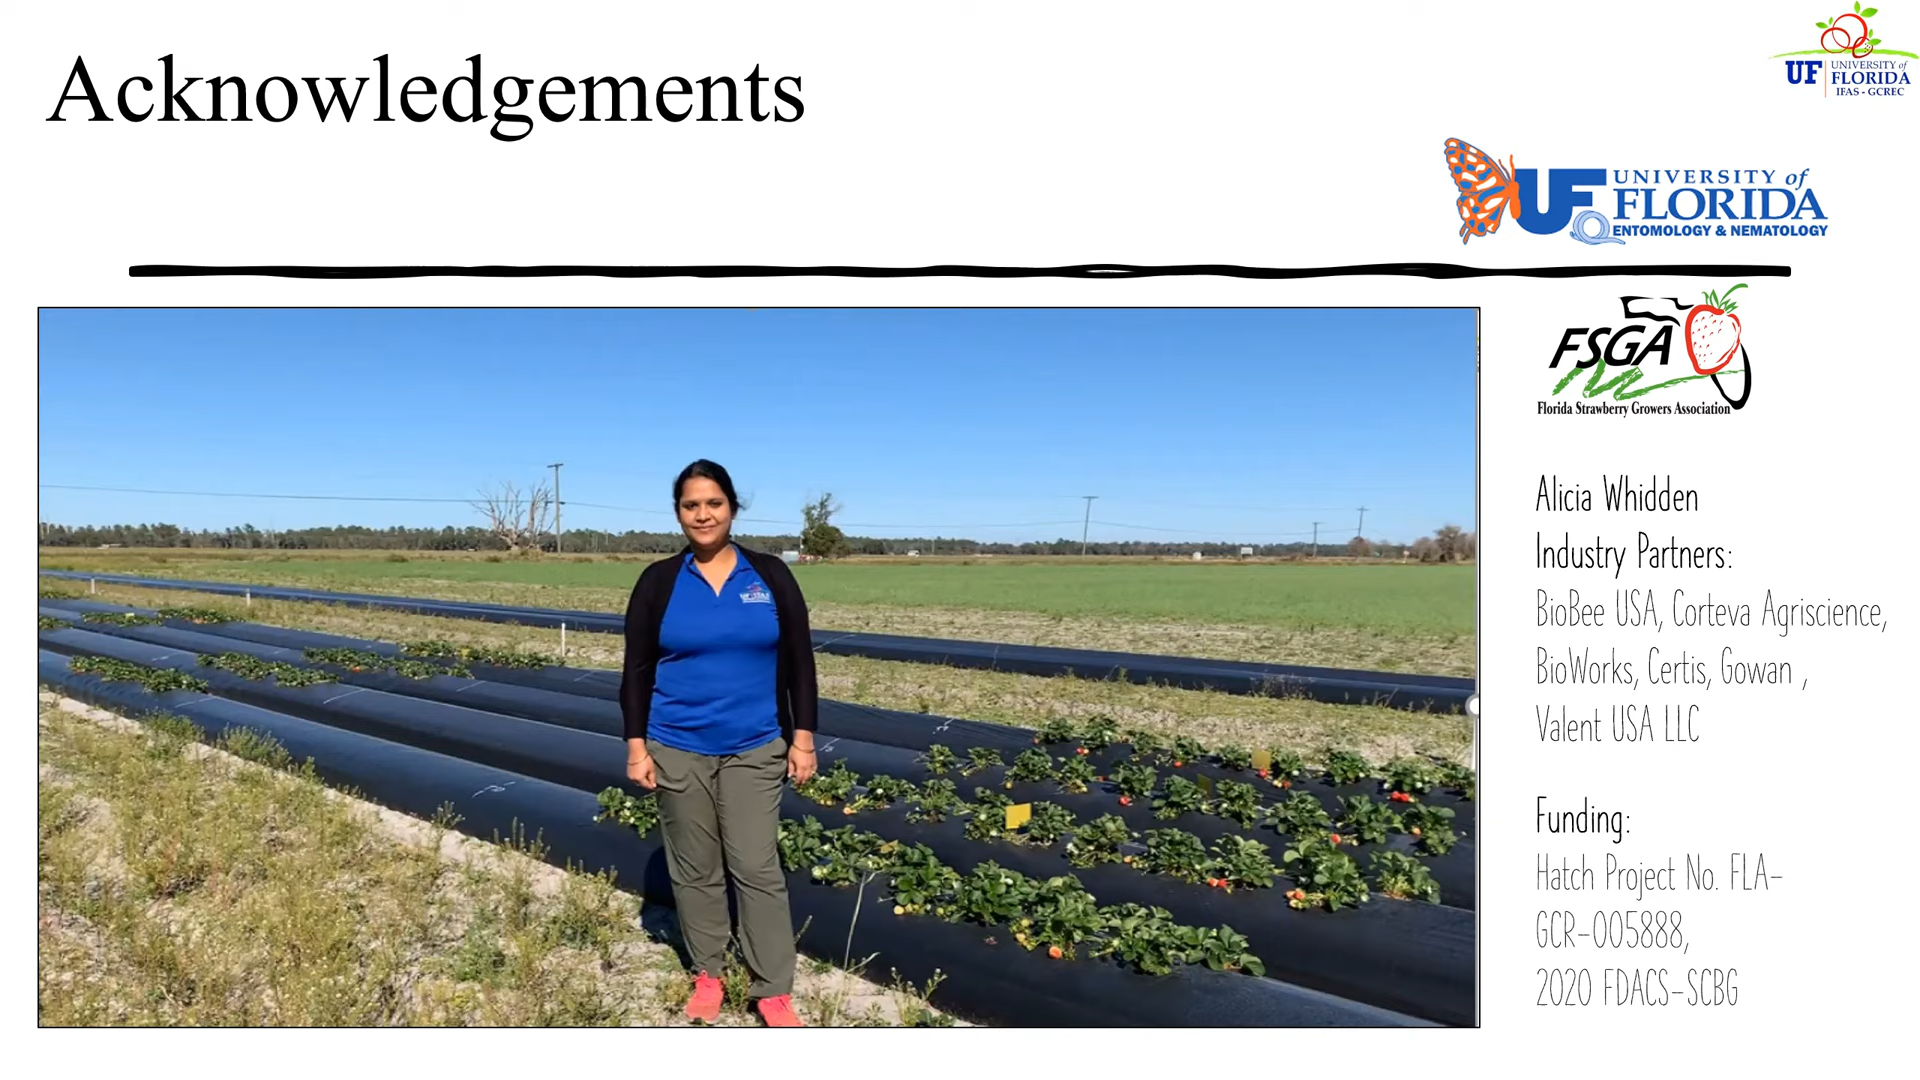 Acknowledgements
UF UNIVERSITY of
FLORIDA
IFAS - GCREC
UF UNIVERSITY of
FLORIDA
ENTOMOLOGY & NEMATOLOGY
FSGA
Florida Strawberry Growers Association
Alicia Whidden
Industry Partners:
BioBee USA, Corteva Agriscience,
BioWorks, Certis, Gowan ,
Valent USA LLC
Funding:
Hatch Project No. FLA-
GCR-005888,
2020 FDACS-SCBG